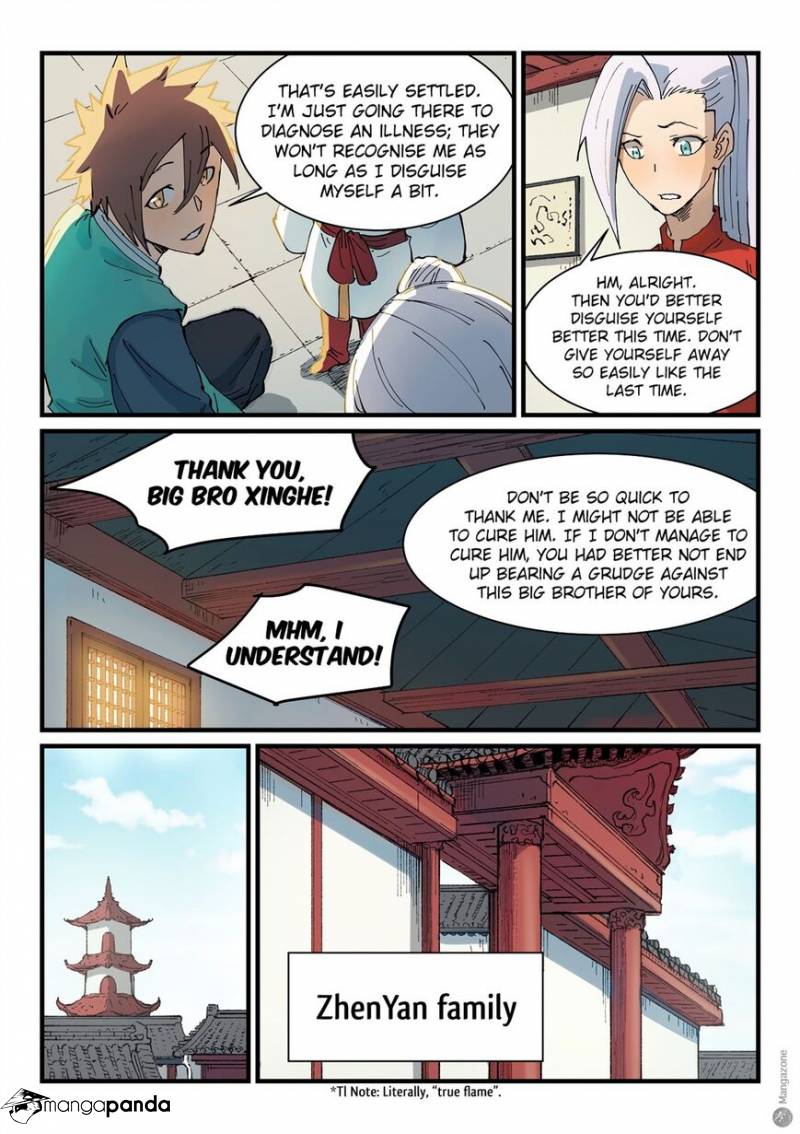 THAT'S EASILY SETTLED.
I'M JUST GOING THERE TO
DIAGNOSE AN ILLNESS; THEY
WON'T RECOGNISE ME AS
LONG AS I DISGUISE
MYSELF A BIT.
HM, ALRIGHT.
THEN YOU'D BETTER
DISGUISE YOURSELF
BETTER THIS TIME. DON'T
GIVE YOURSELF AWAY
SO EASILY LIKE THE
LAST TIME.
THANK YOU,
BIG BRO XINGHE!
DON'T BE SO QUICK TO
THANK ME. I MIGHT NOT BE ABLE
TO CURE HIM. IF I DON'T MANAGE TO
CURE HIM, YOU HAD BETTER NOT END
UP BEARING A GRUDGE AGAINST
THIS BIG BROTHER OF YOURS.
MHM, I
UNDERSTAND!
ZhenYan family
*Tl Note: Literally, "true flame".
mangapanda
Mangazone